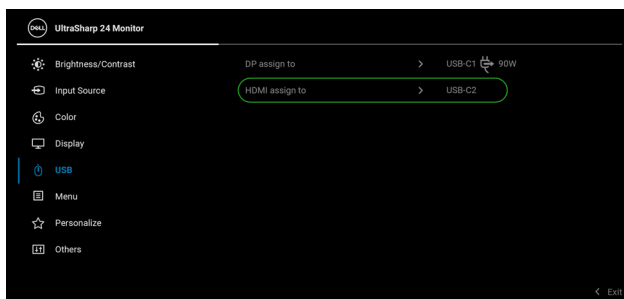 DELL UltraSharp 24 Monitor
Brightness/Contrast DP assign to > USB-C1 90W
Input Source HDMI assign to > USB-C2
Color
Display
USB
Menu
Personalize
Others
< Exit